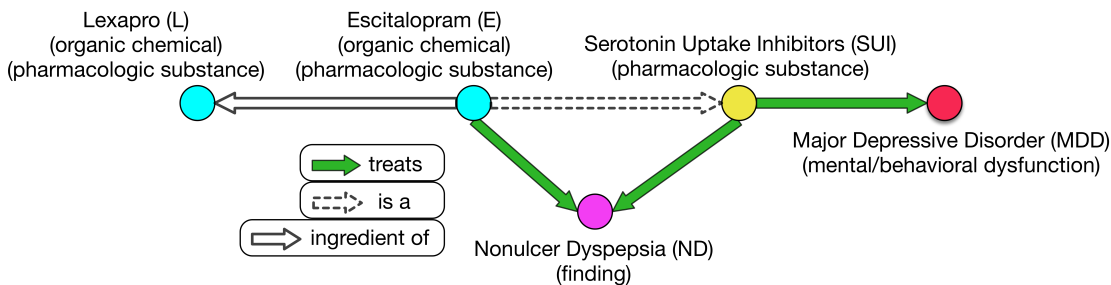 Lexapro (L)
(organic chemical)
(pharmacologic substance)
Escitalopram (E)
(organic chemical)
(pharmacologic substance)
Serotonin Uptake Inhibitors (SUI)
(pharmacologic substance)
Major Depressive Disorder (MDD)
(mental/behavioral dysfunction)
treats
is a
ingredient of
Nonulcer Dyspepsia (ND)
(finding)